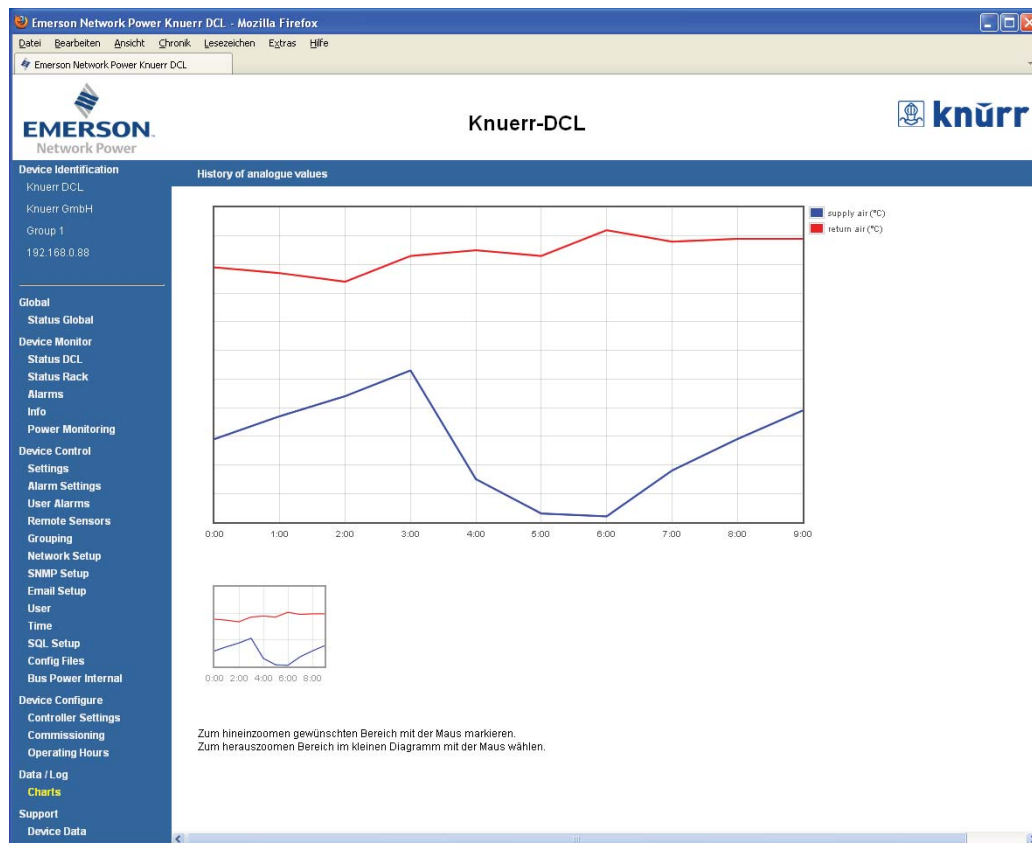 Emerson Network Power Knuerr DCL - Mozilla Firefox
Datei Bearbeiten Ansicht Chronik Lesezeichen Extras Hilfe
Emerson Network Power Knuerr DCL
EMERSON.
Network Power
Knuerr-DCL
knürr
Device Identification
Knuerr DCL
Knuerr GmbH
Group 1
192.168.0.88
Global
Status Global
Device Monitor
Status DCL
Status Rack
Alarms
Info
Power Monitoring
Device Control
Settings
Alarm Settings
User Alarms
Remote Sensors
Grouping
Network Setup
SNMP Setup
Email Setup
User
Time
SQL Setup
Config Files
Bus Power Internal
Device Configure
Controller Settings
Commissioning
Operating Hours
Data / Log
Charts
Support
Device Data
History of analogue values
supply air (°C)
return air (°C)
0:00 1:00 2:00 3:00 4:00 5:00 6:00 7:00 8:00 9:00
0:00 2:00 4:00 6:00 8:00
Zum hineinzoomen gewünschten Bereich mit der Maus markieren.
Zum herauszoomen Bereich im kleinen Diagramm mit der Maus wählen.